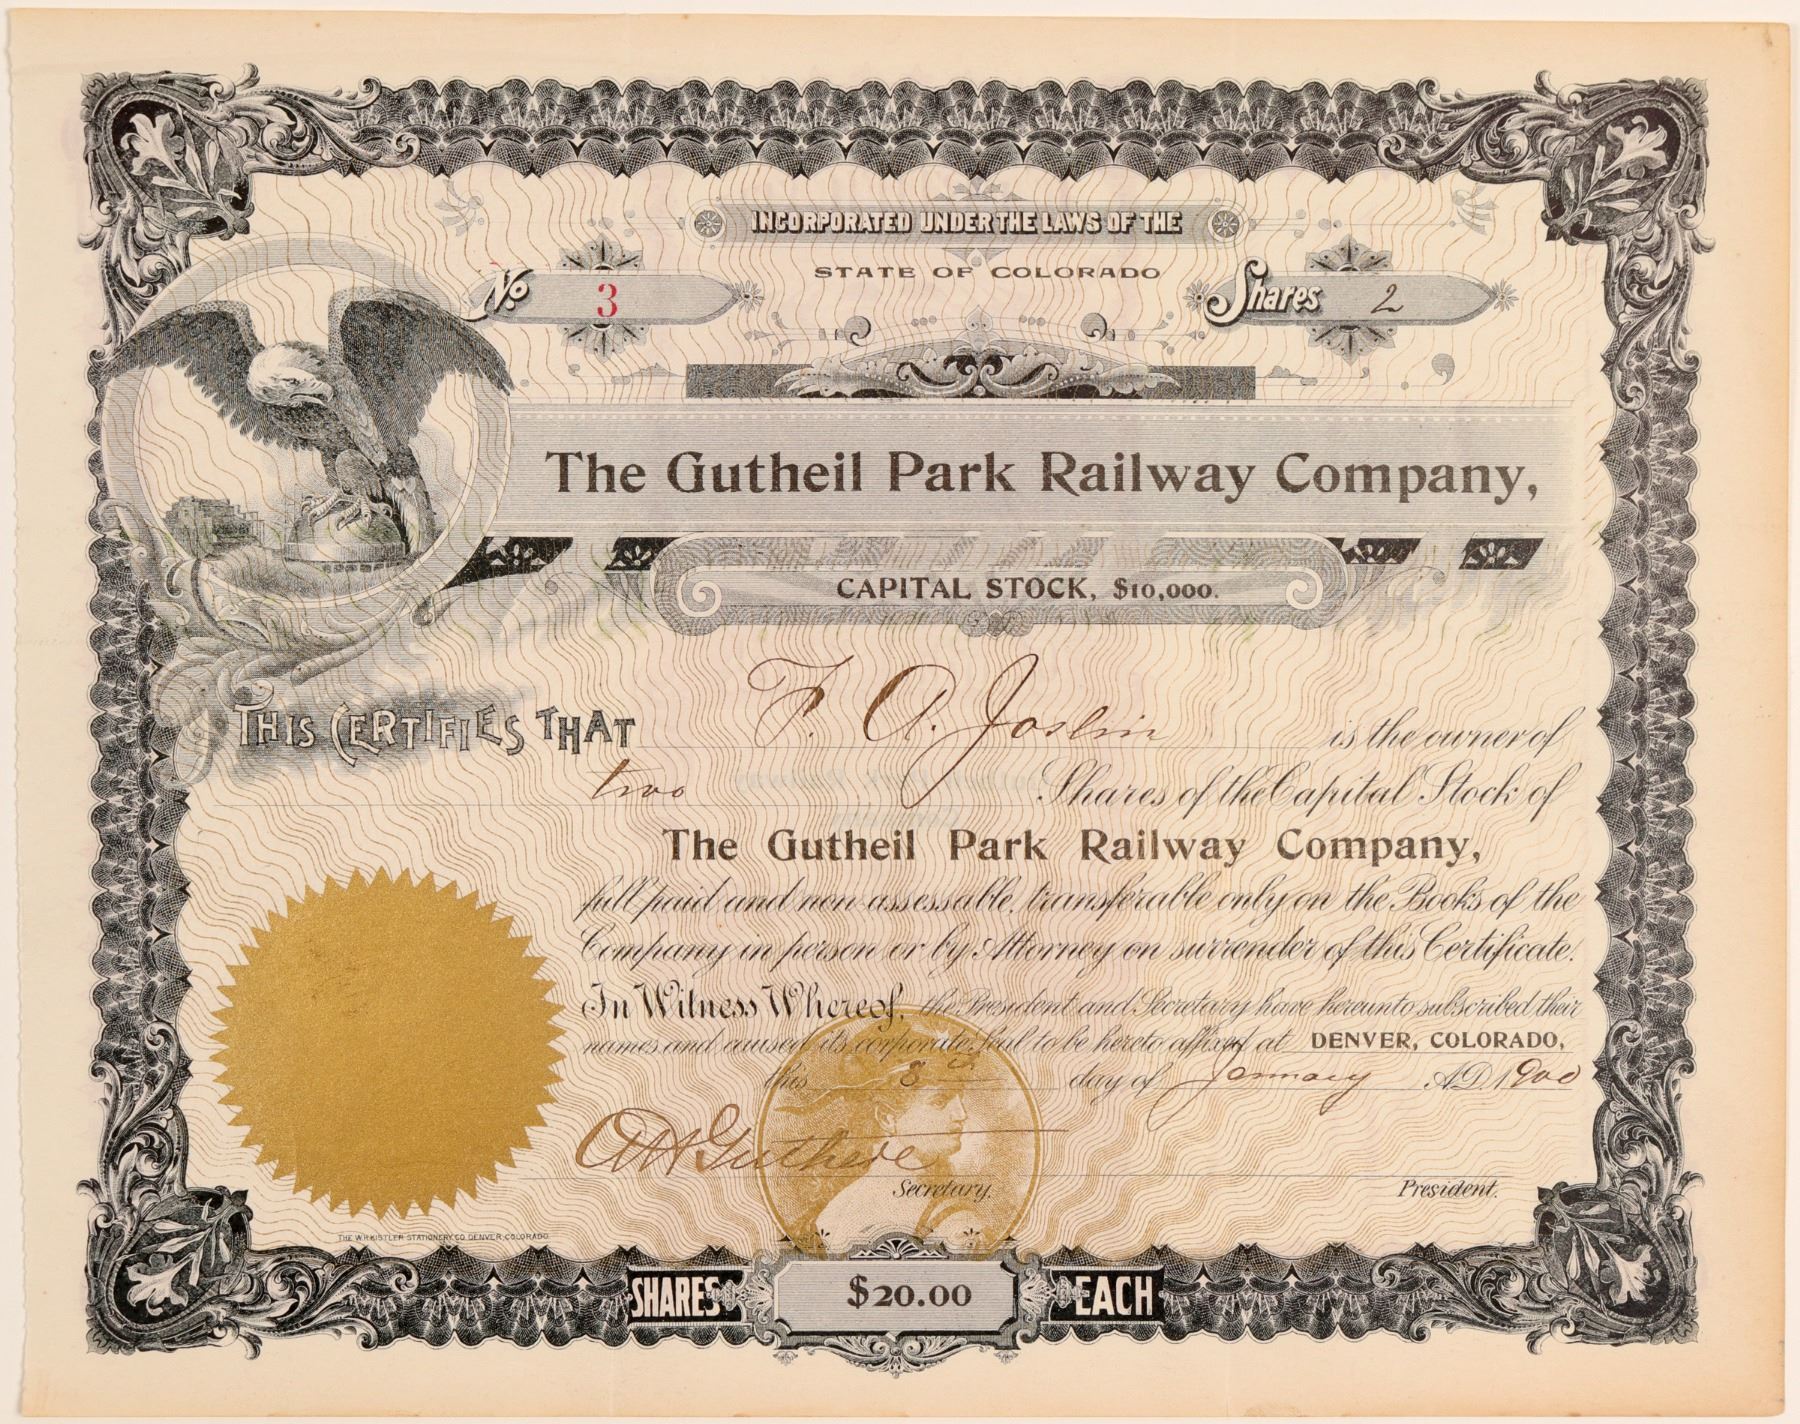 INCORPORATED UNDER THE LAWS OF THE
STATE OF COLORADO
No. 3
Shares 2
The Gutheil Park Railway Company,
CAPITAL STOCK, $10,000.
THIS CERTIFIES THAT F. A. Joslin is the owner of
two Shares of the Capital Stock of
The Gutheil Park Railway Company,
full paid and non-assessable, transferable only on the Books of the
Company in person or by Attorney on surrender of this Certificate.
In Witness Whereof, the President and Secretary have hereunto subscribed their
names and caused its corporate Seal to be hereto affixed at DENVER, COLORADO,
this 8th day of January A.D. 1900
Secretary.
President.
THE W.H. KISTLER STATIONERY CO. DENVER, COLORADO
SHARES $20.00 EACH